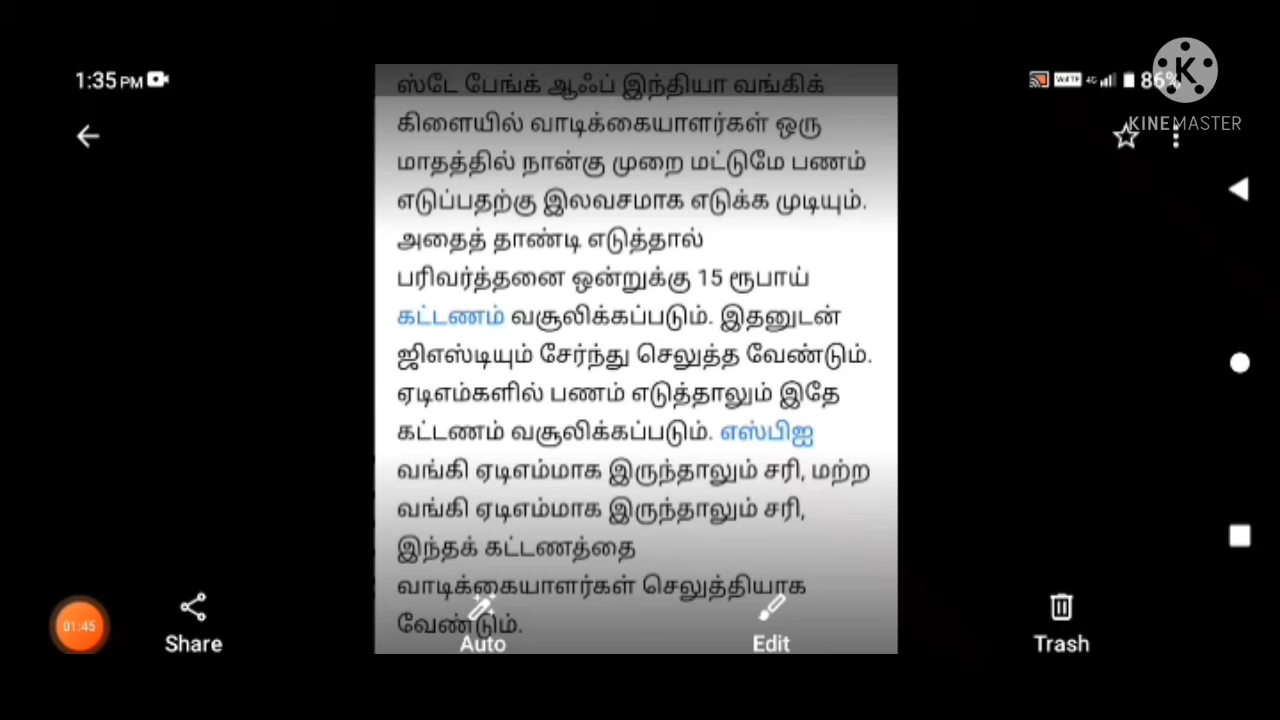 1:35 PM
VoLTE 4G 86%
KINEMASTER
ஸ்டே பேங்க் ஆஃப் இந்தியா வங்கிக்
கிளையில் வாடிக்கையாளர்கள் ஒரு
மாதத்தில் நான்கு முறை மட்டுமே பணம்
எடுப்பதற்கு இலவசமாக எடுக்க முடியும்.
அதைத் தாண்டி எடுத்தால்
பரிவர்த்தனை ஒன்றுக்கு 15 ரூபாய்
கட்டணம் வசூலிக்கப்படும். இதனுடன்
ஜிஎஸ்டியும் சேர்ந்து செலுத்த வேண்டும்.
ஏடிஎம்களில் பணம் எடுத்தாலும் இதே
கட்டணம் வசூலிக்கப்படும். எஸ்பிஐ
வங்கி ஏடிஎம்மாக இருந்தாலும் சரி, மற்ற
வங்கி ஏடிஎம்மாக இருந்தாலும் சரி,
இந்தக் கட்டணத்தை
வாடிக்கையாளர்கள் செலுத்தியாக
வேண்டும்.
01:45
Share
Auto
Edit
Trash